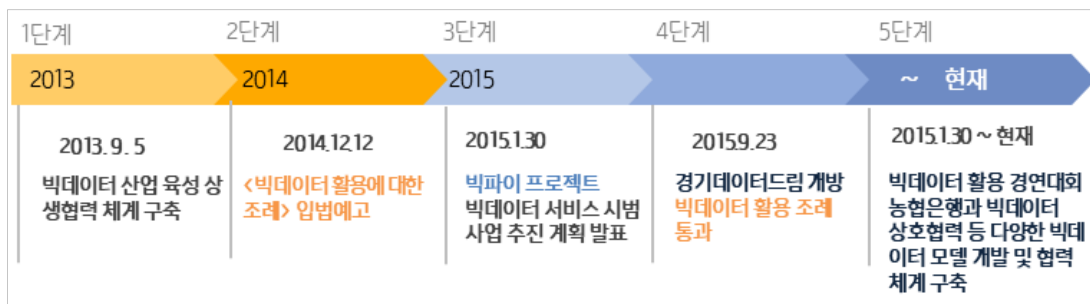 1단계
2단계
3단계
4단계
5단계
2013
2014
2015
~ 현재
2013. 9. 5
빅데이터 산업 육성 상
생협력 체계 구축
2014.12.12
<빅데이터 활용에 대한
조례> 입법예고
2015.1.30
빅파이 프로젝트
빅데이터 서비스 시범
사업 추진 계획 발표
2015.9.23
경기데이터드림 개방
빅데이터 활용 조례
통과
2015.1.30 ~ 현재
빅데이터 활용 경연대회
농협은행과 빅데이터
상호협력 등 다양한 빅데
이터 모델 개발 및 협력
체계 구축